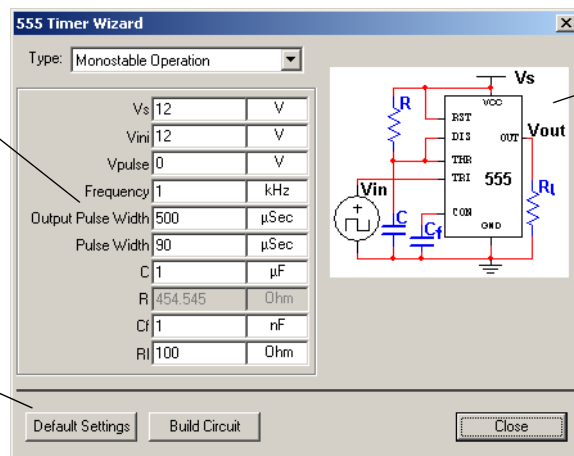 555 Timer Wizard
Type: Monostable Operation
Vs 12 V
Vini 12 V
Vpulse 0 V
Frequency 1 kHz
Output Pulse Width 500 µSec
Pulse Width 90 µSec
C 1 µF
R 454.545 Ohm
Cf 1 nF
Rl 100 Ohm
Vs
R
VCC
RST
DIS
OUT
Vout
THR
TRI
555
Vin
Rl
C
Cf
CON
GND
Default Settings
Build Circuit
Close